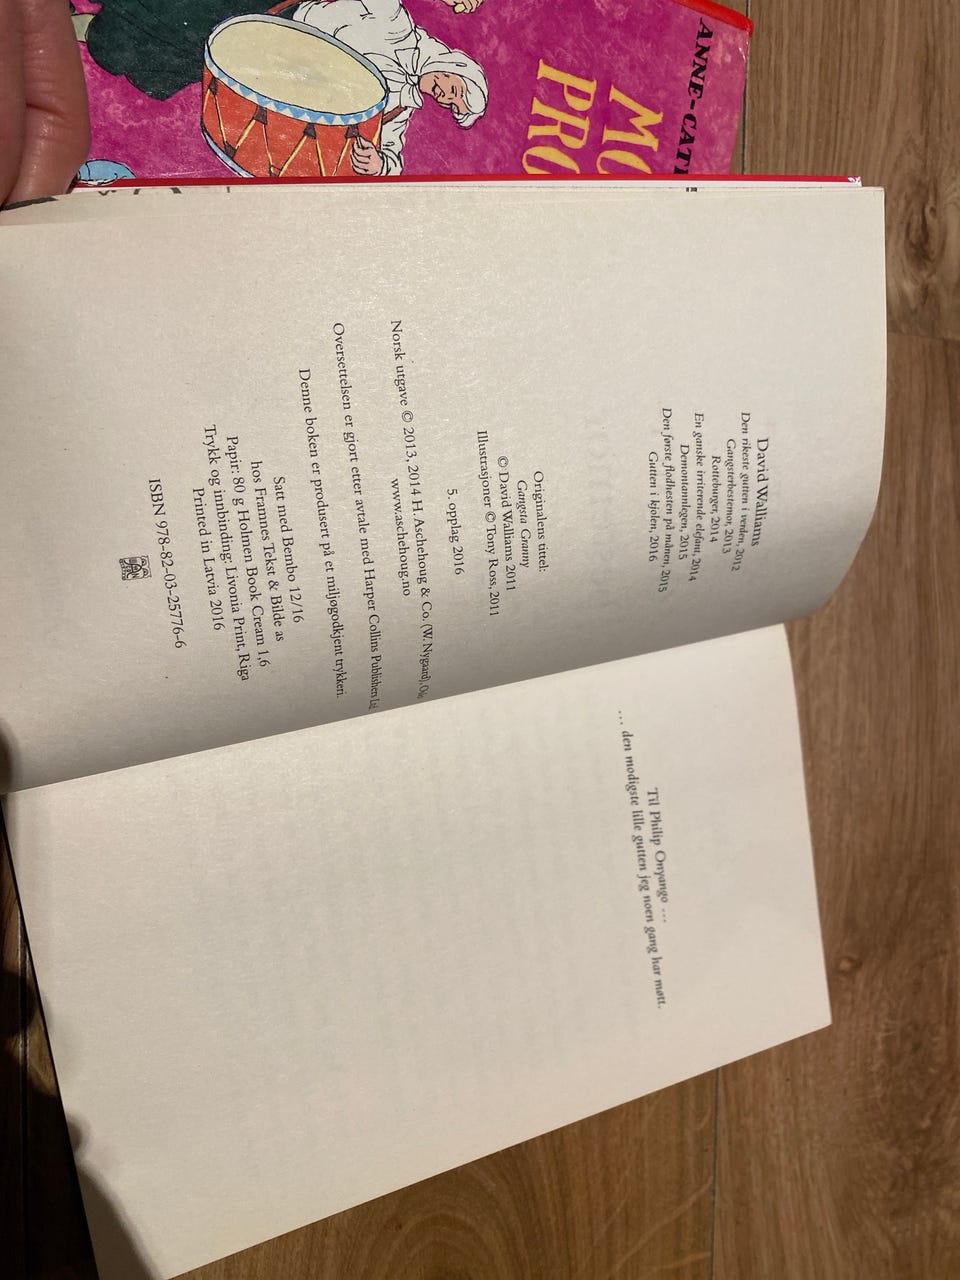 ANNE-CAT
MO
PRO
David Walliams
Den rikeste gutten i verden, 2012
Gangsterbestemor, 2013
Rotteburger, 2014
En ganske irriterende elefant, 2014
Demontannlegen, 2015
Den første flodhesten på månen, 2015
Gutten i kjolen, 2016
Originalens tittel:
Gangsta Granny
© David Walliams 2011
Illustrasjoner © Tony Ross, 2011
5. opplag 2016
Norsk utgave © 2013, 2014 H. Aschehoug & Co. (W. Nygaard),
www.aschehoug.no
Oversettelsen er gjort etter avtale med Harper Collins Publishers
Denne boken er produsert på et miljøgodkjent trykkeri.
Satt med Bembo 12/16
hos Framnes Tekst & Bilde as
Papir: 80 g Holmen Book Cream 1,6
Trykk og innbinding: Livonia Print, Riga
Printed in Latvia 2016
ISBN 978-82-03-25776-6
Til Philip Onyango ...
... den modigste lille gutten jeg noen gang har møtt.